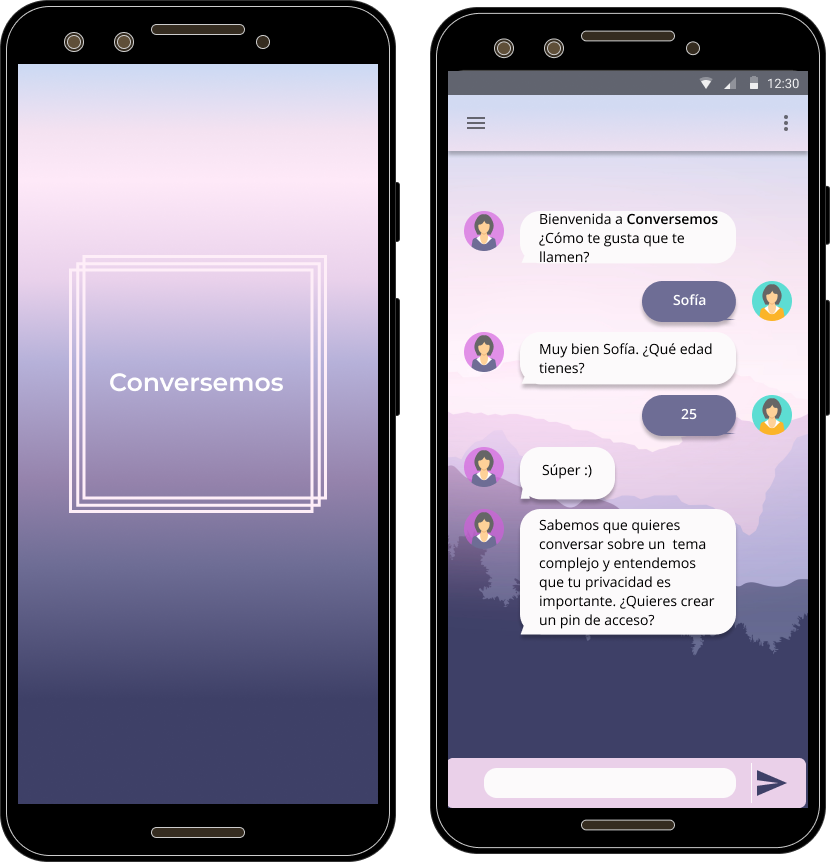 Conversemos
12:30
Bienvenida a Conversemos
¿Cómo te gusta que te
llamen?
Sofía
Muy bien Sofía. ¿Qué edad
tienes?
25
Súper :)
Sabemos que quieres
conversar sobre un tema
complejo y entendemos
que tu privacidad es
importante. ¿Quieres crear
un pin de acceso?